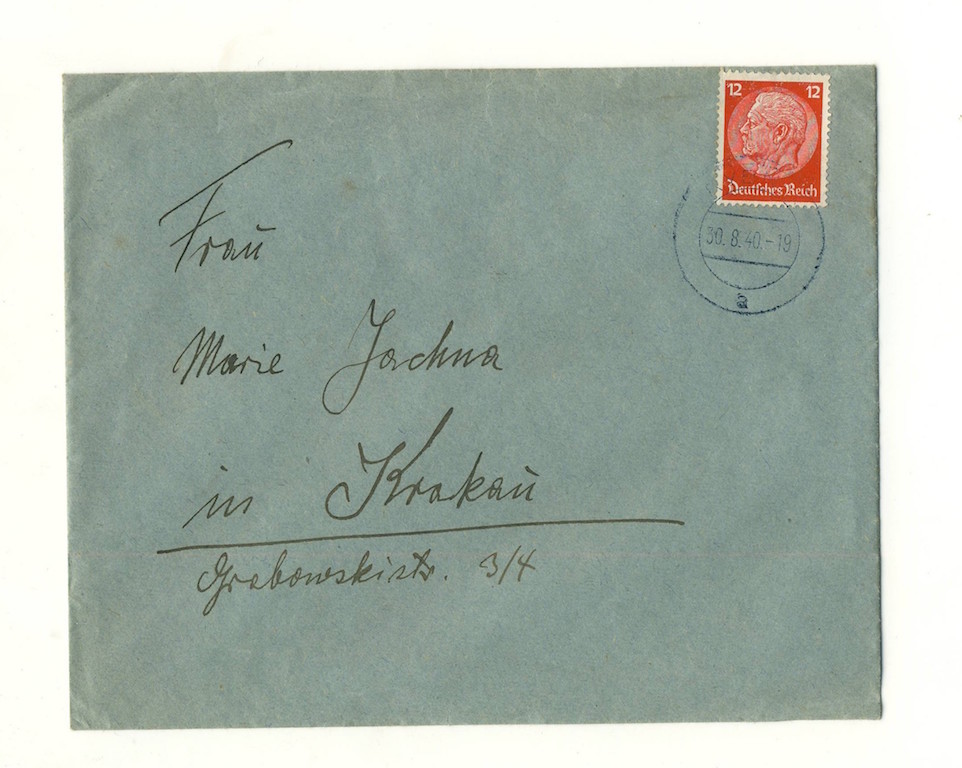 12 12
Deutsches Reich
30.8.40.-19
a
Frau
Marie Jachna
in Krakau
Grabowskistr. 3/4